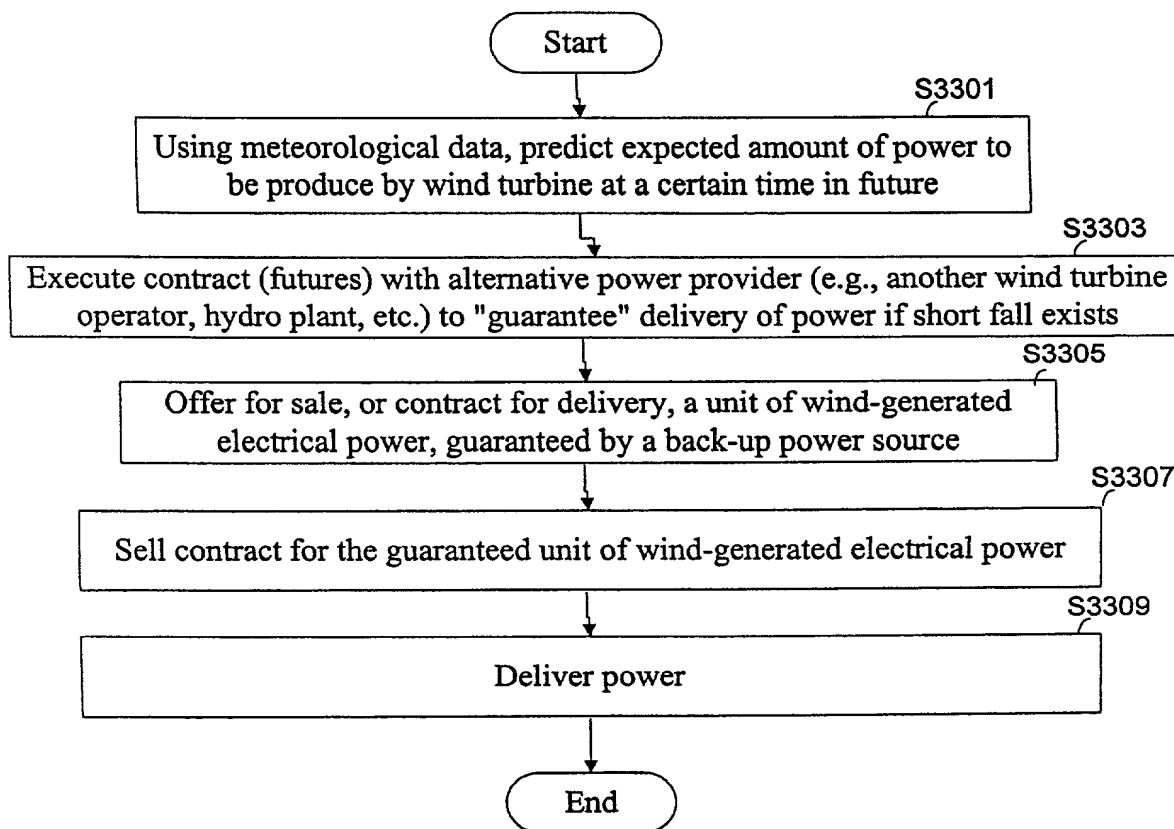 Start
S3301
Using meteorological data, predict expected amount of power to
be produce by wind turbine at a certain time in future
S3303
Execute contract (futures) with alternative power provider (e.g., another wind turbine
operator, hydro plant, etc.) to "guarantee" delivery of power if short fall exists
S3305
Offer for sale, or contract for delivery, a unit of wind-generated
electrical power, guaranteed by a back-up power source
S3307
Sell contract for the guaranteed unit of wind-generated electrical power
S3309
Deliver power
End